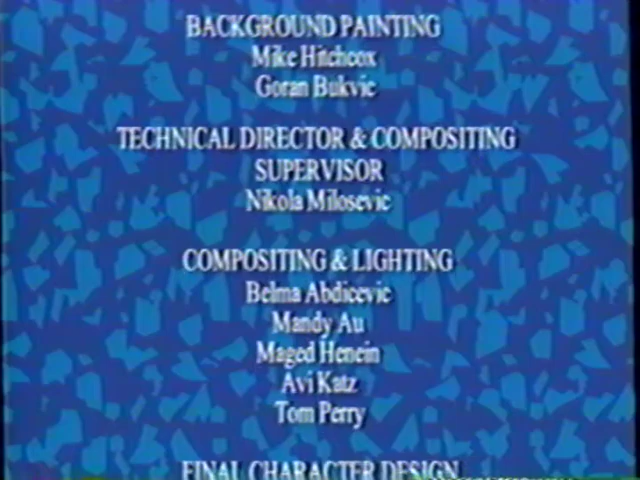 BACKGROUND PAINTING
Mike Hitchcox
Goran Bukvic
TECHNICAL DIRECTOR & COMPOSITING
SUPERVISOR
Nikola Milosevic
COMPOSITING & LIGHTING
Belma Abdicevic
Mandy Au
Maged Henein
Avi Katz
Tom Perry
FINAL CHARACTER DESIGN